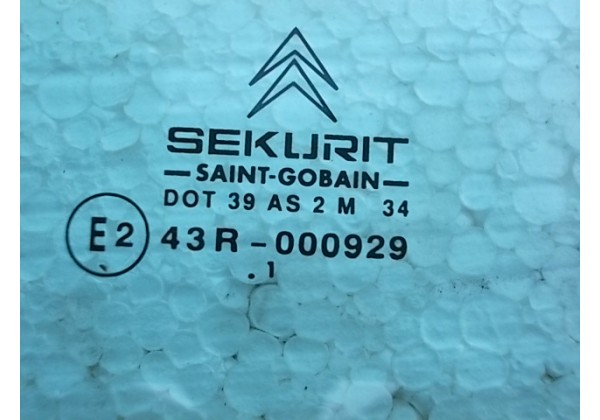 SEKURIT
—SAINT-GOBAIN—
DOT 39 AS 2 M 34
E2 43R-000929
.1